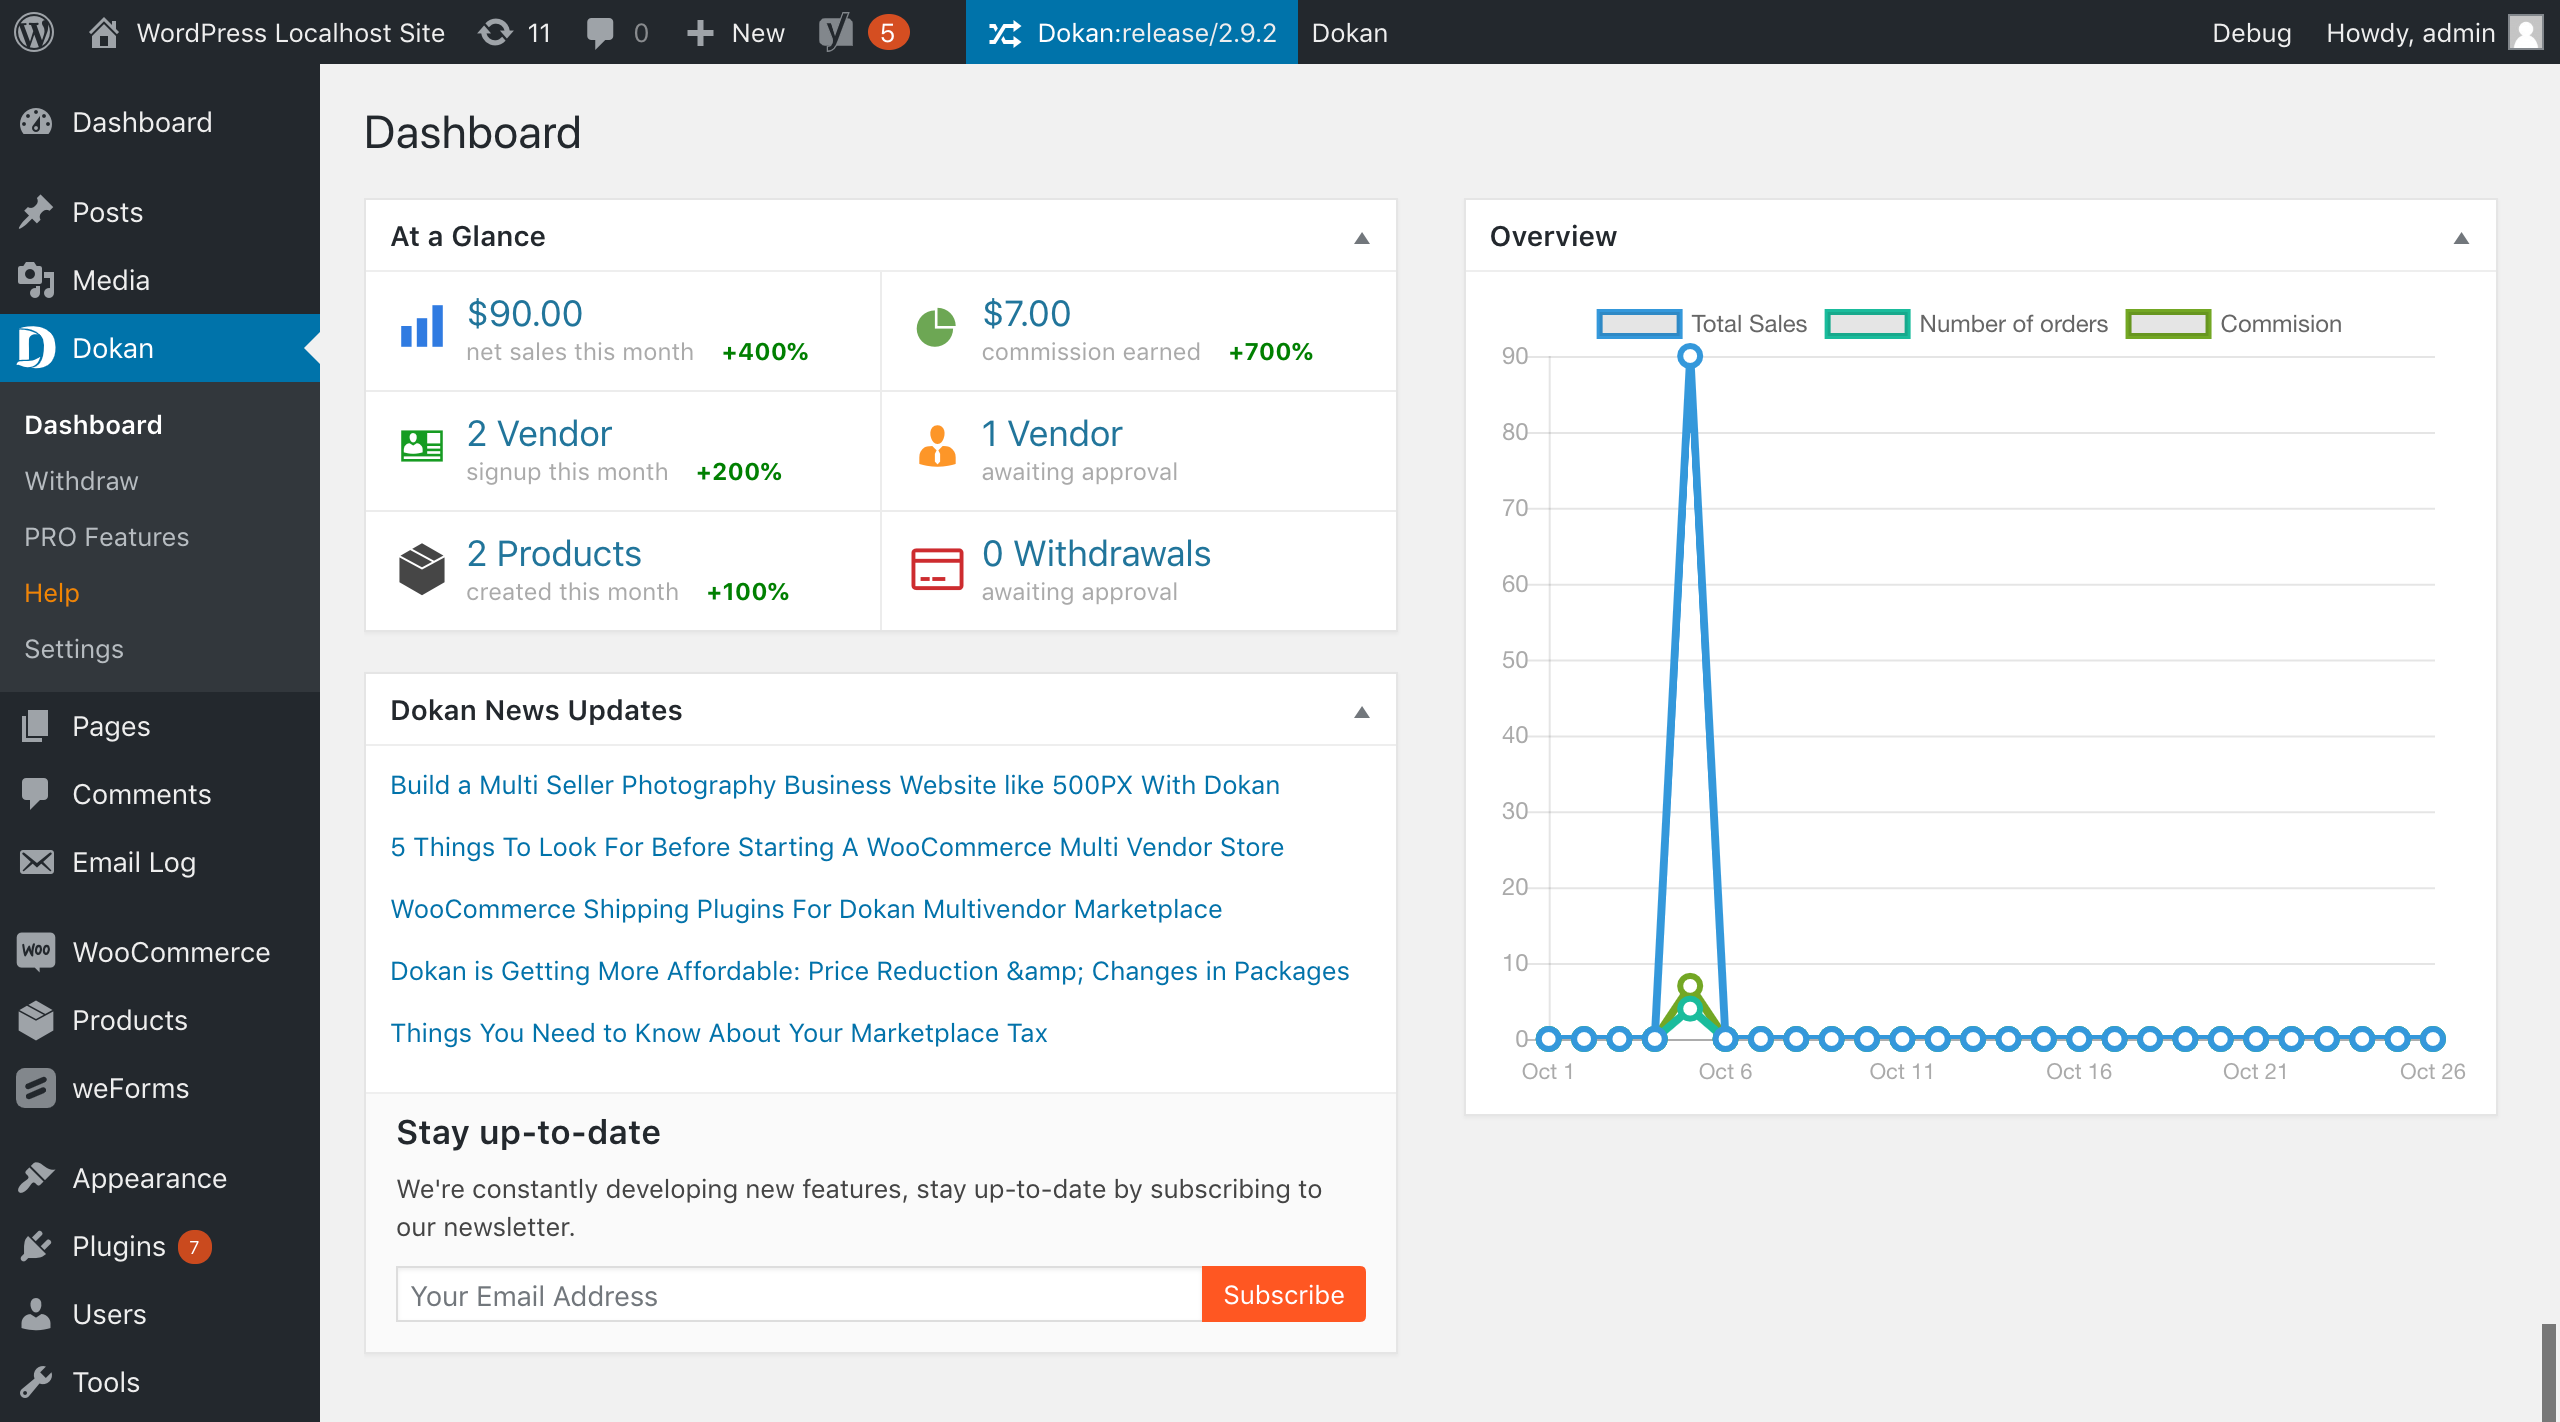 WordPress Localhost Site 11 0 New 5 Dokan:release/2.9.2 Dokan Debug Howdy, admin
Dashboard
Posts
Media
Dokan
Dashboard
Withdraw
PRO Features
Help
Settings
Pages
Comments
Email Log
Woo WooCommerce
Products
weForms
Appearance
Plugins 7
Users
Tools
Dashboard
At a Glance
$90.00
net sales this month +400%
$7.00
commission earned +700%
2 Vendor
signup this month +200%
1 Vendor
awaiting approval
2 Products
created this month +100%
0 Withdrawals
awaiting approval
Dokan News Updates
Build a Multi Seller Photography Business Website like 500PX With Dokan
5 Things To Look For Before Starting A WooCommerce Multi Vendor Store
WooCommerce Shipping Plugins For Dokan Multivendor Marketplace
Dokan is Getting More Affordable: Price Reduction &amp; Changes in Packages
Things You Need to Know About Your Marketplace Tax
Stay up-to-date
We're constantly developing new features, stay up-to-date by subscribing to
our newsletter.
Your Email Address Subscribe
Overview
Total Sales Number of orders Commision
90
80
70
60
50
40
30
20
10
0
Oct 1 Oct 6 Oct 11 Oct 16 Oct 21 Oct 26